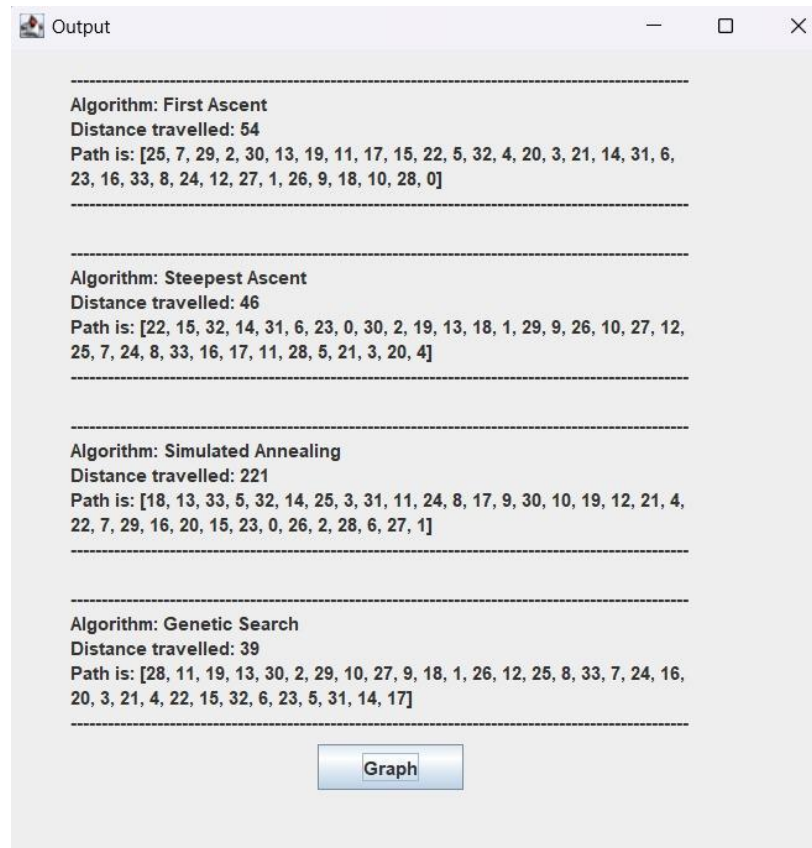 Output
--------------------------------------------------------------------------------------------------------
Algorithm: First Ascent
Distance travelled: 54
Path is: [25, 7, 29, 2, 30, 13, 19, 11, 17, 15, 22, 5, 32, 4, 20, 3, 21, 14, 31, 6,
23, 16, 33, 8, 24, 12, 27, 1, 26, 9, 18, 10, 28, 0]
--------------------------------------------------------------------------------------------------------
--------------------------------------------------------------------------------------------------------
Algorithm: Steepest Ascent
Distance travelled: 46
Path is: [22, 15, 32, 14, 31, 6, 23, 0, 30, 2, 19, 13, 18, 1, 29, 9, 26, 10, 27, 12,
25, 7, 24, 8, 33, 16, 17, 11, 28, 5, 21, 3, 20, 4]
--------------------------------------------------------------------------------------------------------
--------------------------------------------------------------------------------------------------------
Algorithm: Simulated Annealing
Distance travelled: 221
Path is: [18, 13, 33, 5, 32, 14, 25, 3, 31, 11, 24, 8, 17, 9, 30, 10, 19, 12, 21, 4,
22, 7, 29, 16, 20, 15, 23, 0, 26, 2, 28, 6, 27, 1]
--------------------------------------------------------------------------------------------------------
--------------------------------------------------------------------------------------------------------
Algorithm: Genetic Search
Distance travelled: 39
Path is: [28, 11, 19, 13, 30, 2, 29, 10, 27, 9, 18, 1, 26, 12, 25, 8, 33, 7, 24, 16,
20, 3, 21, 4, 22, 15, 32, 6, 23, 5, 31, 14, 17]
--------------------------------------------------------------------------------------------------------
Graph